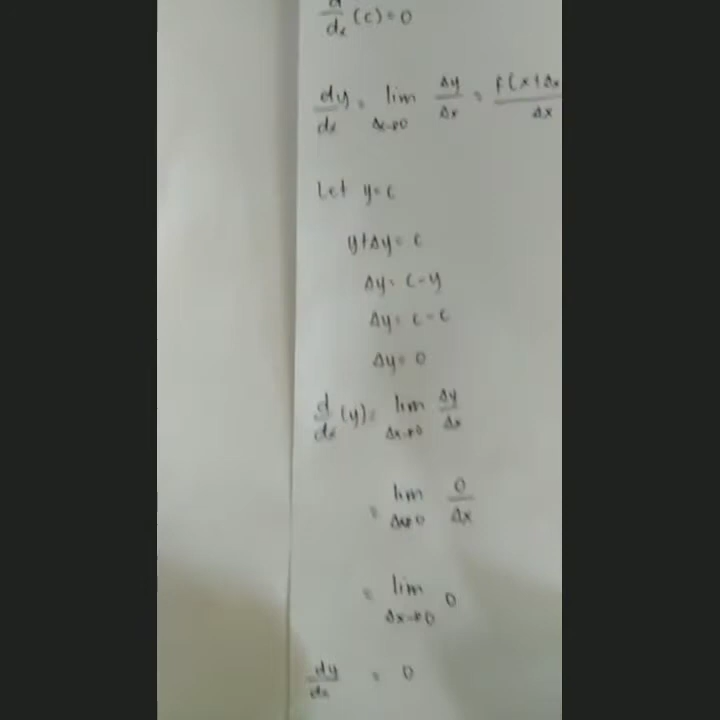 d/dx (c) = 0
dy/dx = lim Δx→0 Δy/Δx = f(x+Δx / Δx
Let y=c
y+Δy = c
Δy = c-y
Δy = c-c
Δy = 0
d/dx (y) = lim Δx→0 Δy/Δx
= lim Δx→0 0/Δx
= lim Δx→0 0
dy/dx = 0